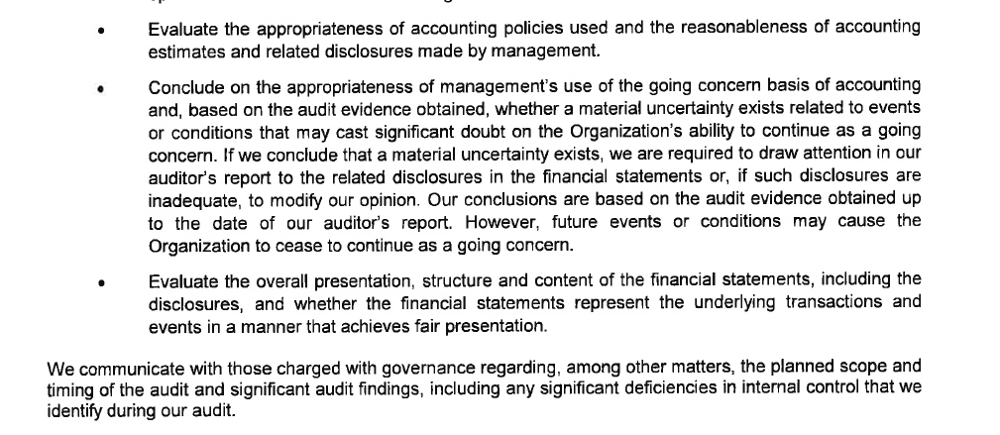 • Evaluate the appropriateness of accounting policies used and the reasonableness of accounting
estimates and related disclosures made by management.
• Conclude on the appropriateness of management's use of the going concern basis of accounting
and, based on the audit evidence obtained, whether a material uncertainty exists related to events
or conditions that may cast significant doubt on the Organization's ability to continue as a going
concern. If we conclude that a material uncertainty exists, we are required to draw attention in our
auditor's report to the related disclosures in the financial statements or, if such disclosures are
inadequate, to modify our opinion. Our conclusions are based on the audit evidence obtained up
to the date of our auditor's report. However, future events or conditions may cause the
Organization to cease to continue as a going concern.
• Evaluate the overall presentation, structure and content of the financial statements, including the
disclosures, and whether the financial statements represent the underlying transactions and
events in a manner that achieves fair presentation.
We communicate with those charged with governance regarding, among other matters, the planned scope and
timing of the audit and significant audit findings, including any significant deficiencies in internal control that we
identify during our audit.